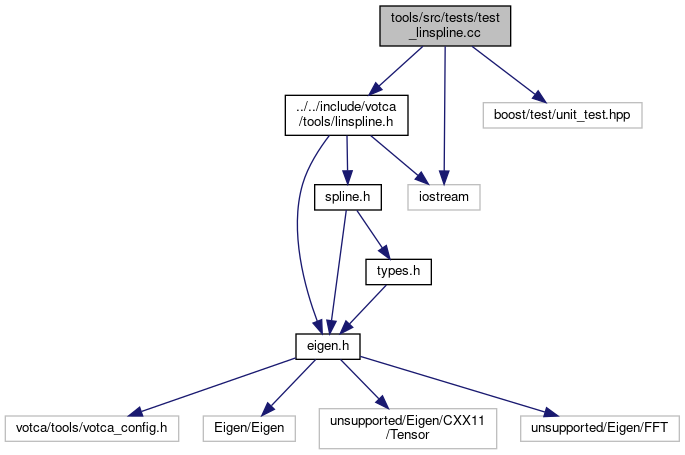 tools/src/tests/test
_linspline.cc
../../include/votca
/tools/linspline.h
boost/test/unit_test.hpp
spline.h
iostream
types.h
eigen.h
votca/tools/votca_config.h
Eigen/Eigen
unsupported/Eigen/CXX11
/Tensor
unsupported/Eigen/FFT